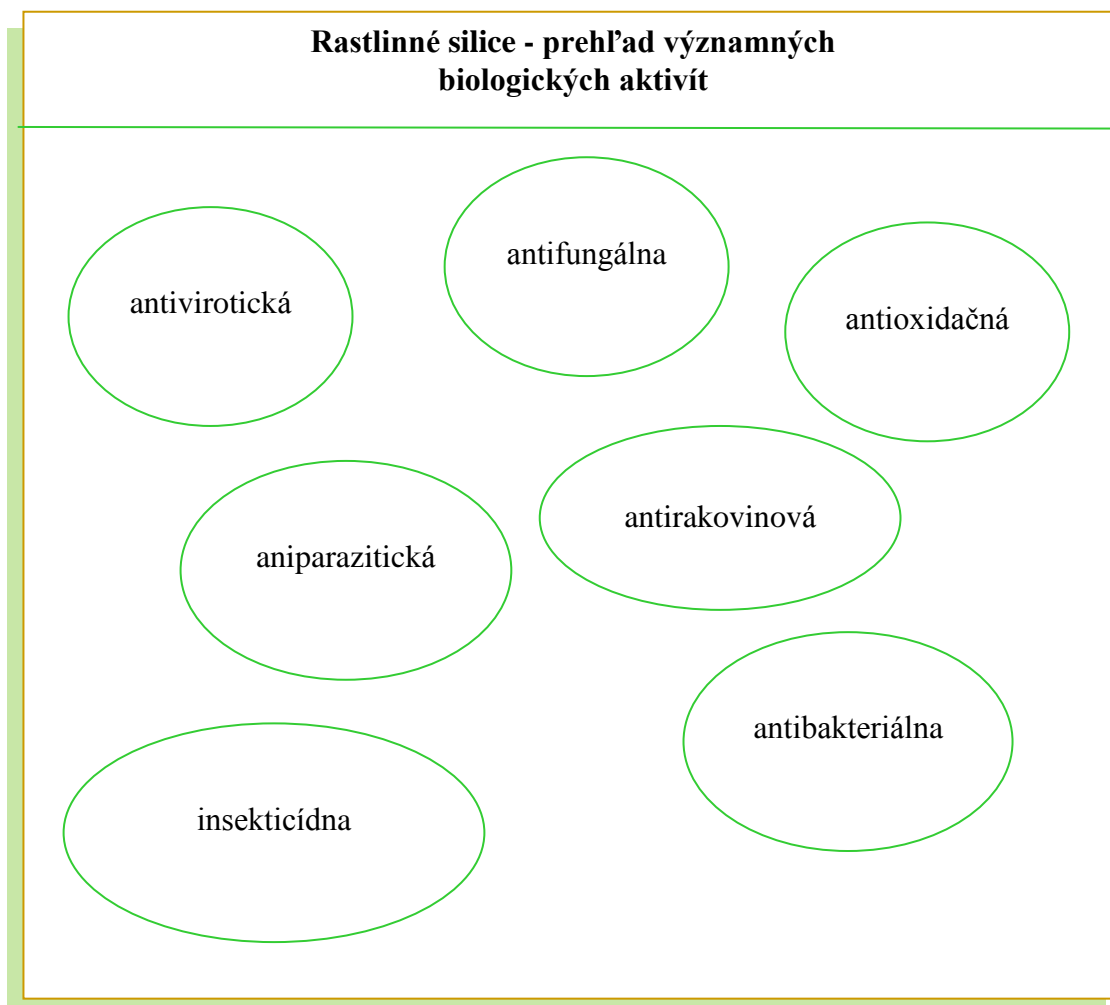 Rastlinné silice - prehľad významných
biologických aktivít
antifungálna
antivirotická
antioxidačná
antirakovinová
aniparazitická
antibakteriálna
insekticídna